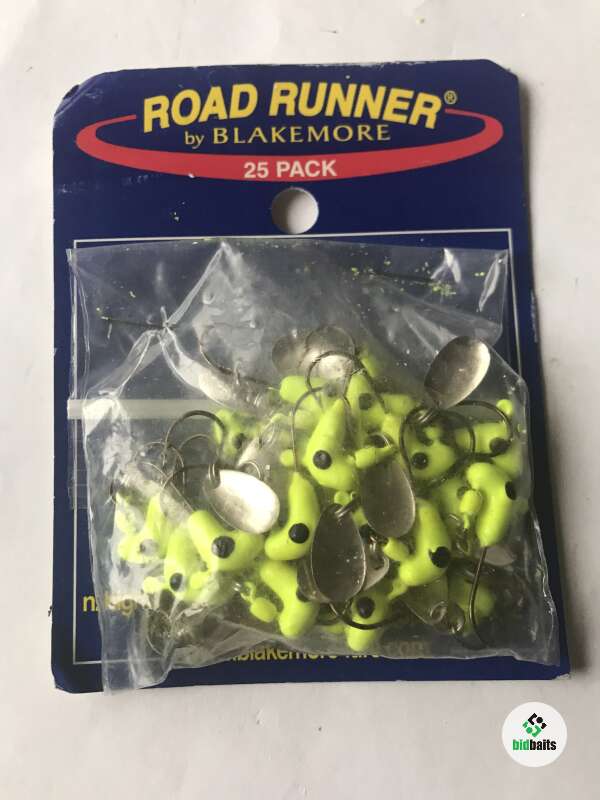 ROAD RUNNER®
by BLAKEMORE
25 PACK
bidbaits